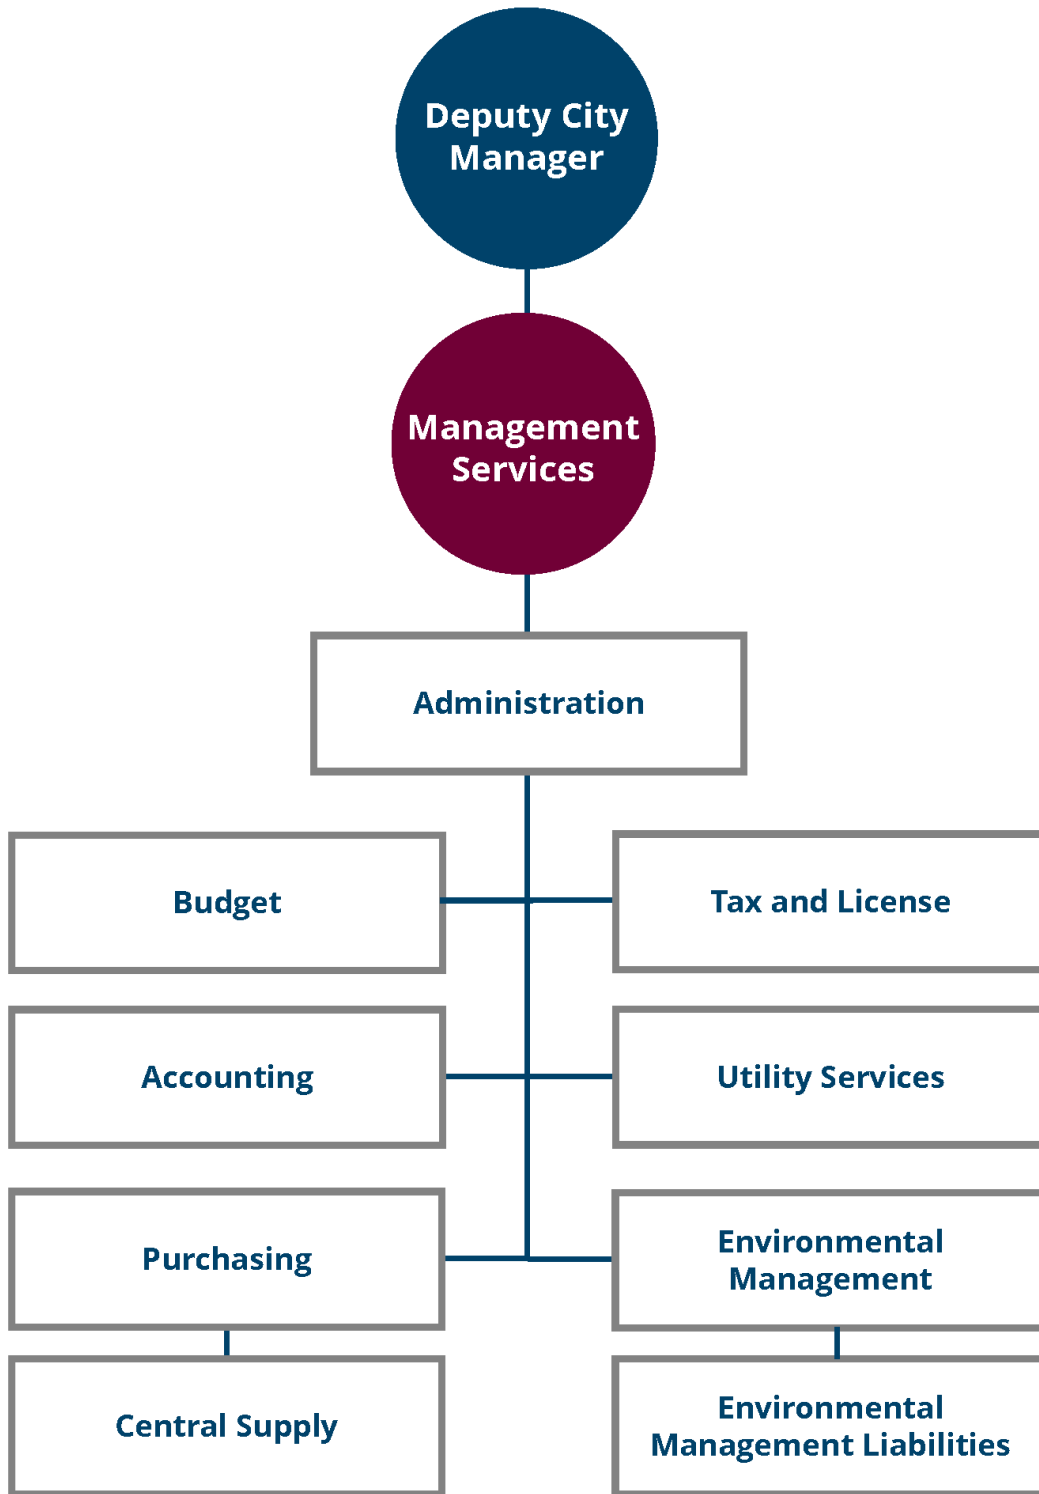 Deputy City
Manager
Management
Services
Administration
Budget
Tax and License
Accounting
Utility Services
Purchasing
Environmental
Management
Central Supply
Environmental
Management Liabilities